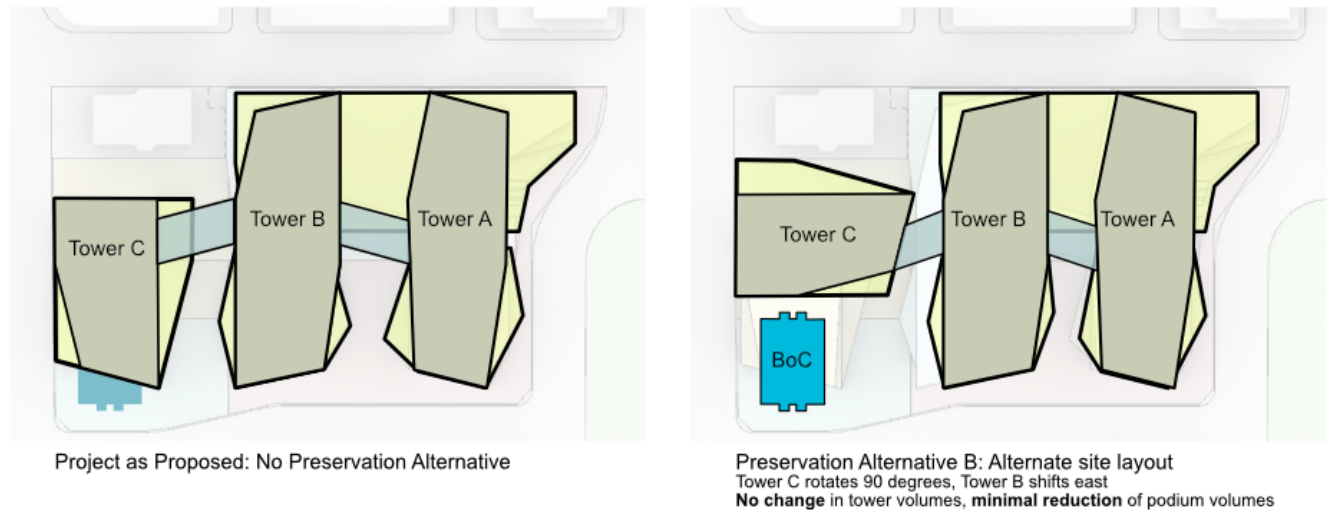 Tower C
Tower B
Tower A
Project as Proposed: No Preservation Alternative
Tower C
Tower B
Tower A
BoC
Preservation Alternative B: Alternate site layout
Tower C rotates 90 degrees, Tower B shifts east
No change in tower volumes, minimal reduction of podium volumes